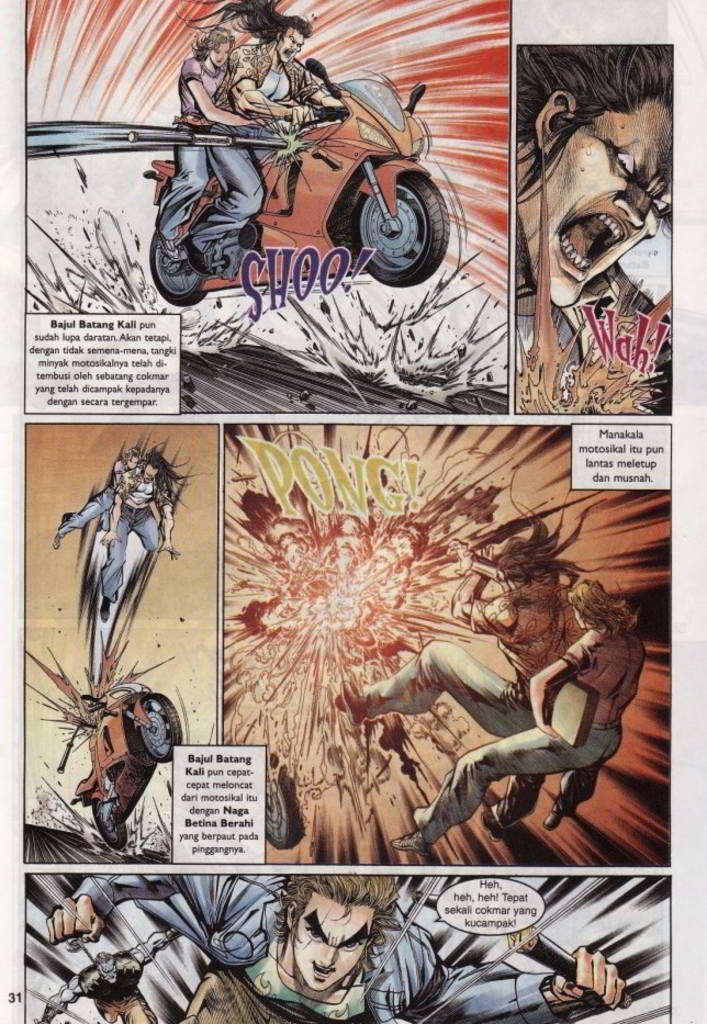 SHOO!
Bajul Batang Kali pun
sudah lupa daratan. Akan tetapi,
dengan tidak semena-mena, tangki
minyak motosikalnya telah di-
tembusi oleh sebatang cokmar
yang telah dicampak kepadanya
dengan secara tergempar.
Wah!
Bajul Batang
Kali pun cepat-
cepat meloncat
dari motosikal itu
dengan Naga
Betina Berahi
yang berpaut pada
pinggangnya.
PONG!
Manakala
motosikal itu pun
lantas meletup
dan musnah.
Heh,
heh, heh! Tepat
sekali cokmar yang
kucampak!
31